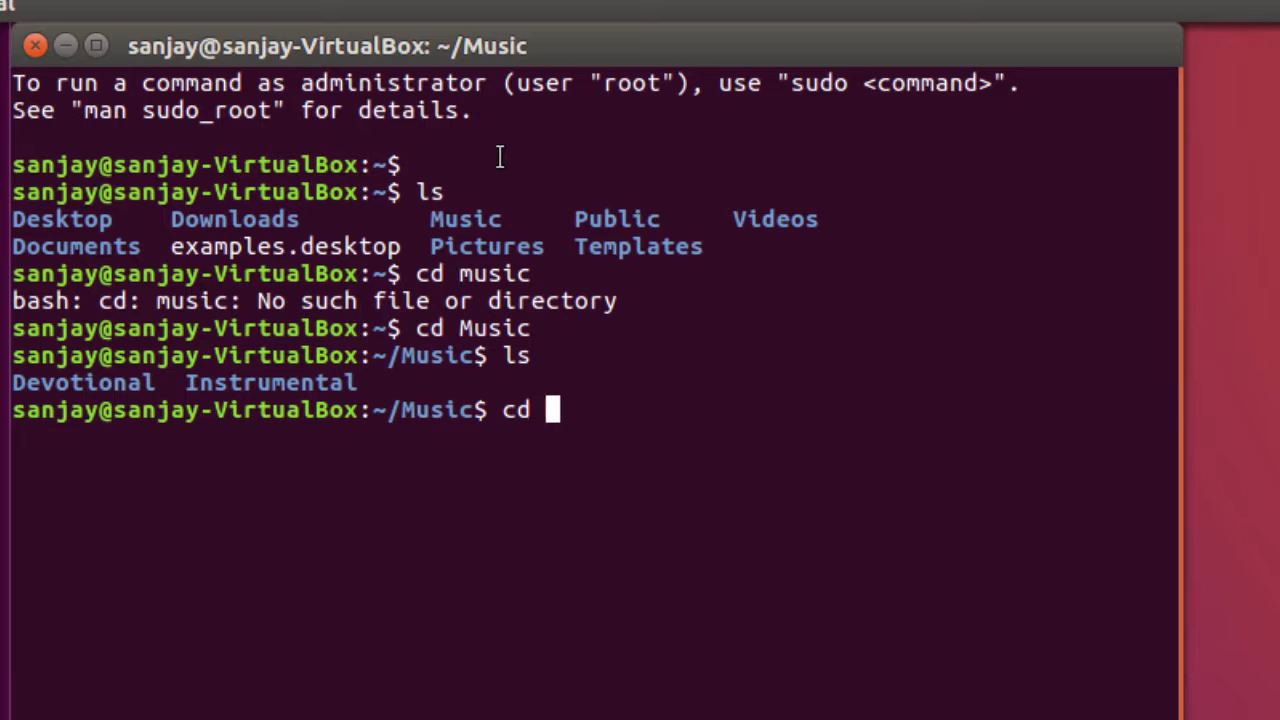 al
sanjay@sanjay-VirtualBox: ~/Music
To run a command as administrator (user "root"), use "sudo <command>".
See "man sudo_root" for details.
sanjay@sanjay-VirtualBox:~$
sanjay@sanjay-VirtualBox:~$ ls
Desktop Downloads Music Public Videos
Documents examples.desktop Pictures Templates
sanjay@sanjay-VirtualBox:~$ cd music
bash: cd: music: No such file or directory
sanjay@sanjay-VirtualBox:~$ cd Music
sanjay@sanjay-VirtualBox:~/Music$ ls
Devotional Instrumental
sanjay@sanjay-VirtualBox:~/Music$ cd